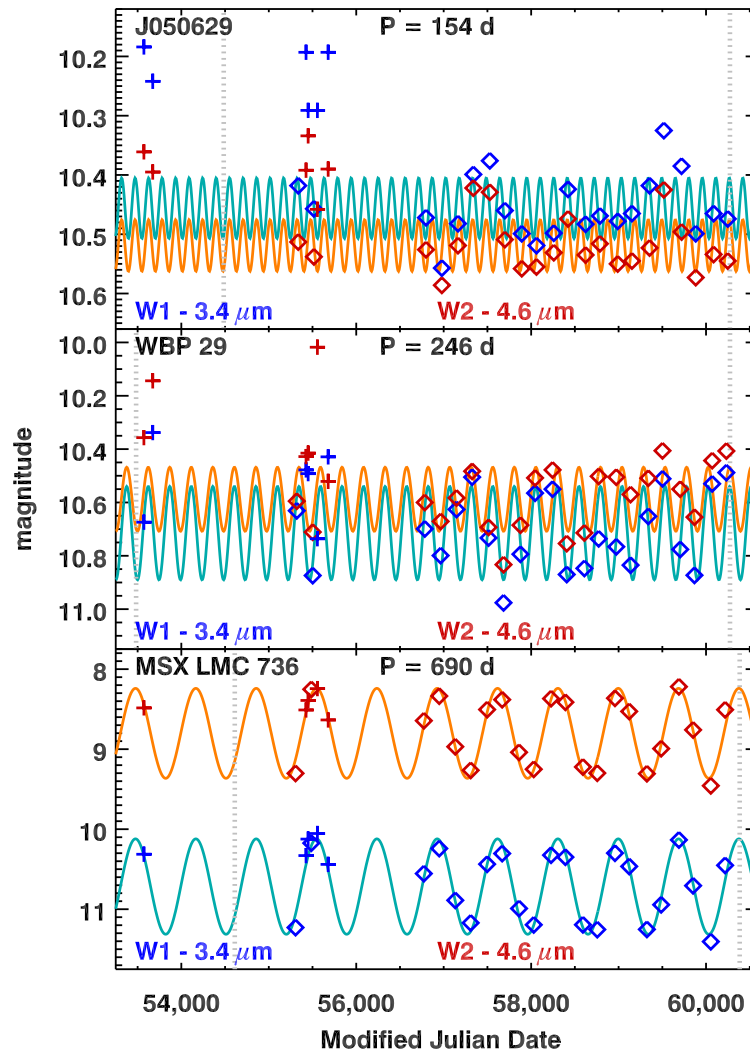 J050629 P = 154 d
10.2
10.3
10.4
10.5
10.6
W1 - 3.4 μm W2 - 4.6 μm
WBP 29 P = 246 d
10.0
10.2
10.4
10.6
10.8
11.0
W1 - 3.4 μm W2 - 4.6 μm
magnitude
MSX LMC 736 P = 690 d
8
9
10
11
W1 - 3.4 μm W2 - 4.6 μm
54,000 56,000 58,000 60,000
Modified Julian Date